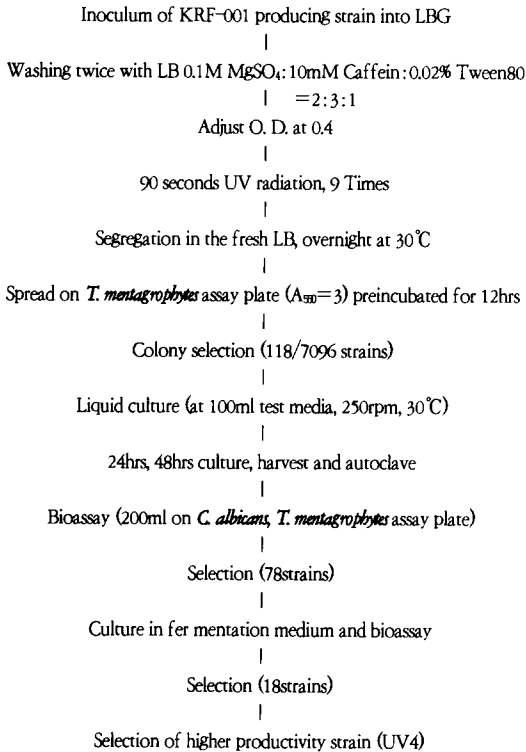 Inoculum of KRF-001 producing strain into LBG
Washing twice with LB 0.1M MgSO₄:10mM Caffein:0.02% Tween80
=2:3:1
Adjust O. D. at 0.4
90 seconds UV radiation, 9 Times
Segregation in the fresh LB, overnight at 30℃
Spread on T. mentagrophytes assay plate (A₅₉₀=3) preincubated for 12hrs
Colony selection (118/7096 strains)
Liquid culture (at 100ml test media, 250rpm, 30℃)
24hrs, 48hrs culture, harvest and autoclave
Bioassay (200ml on C. albicans, T. mentagrophytes assay plate)
Selection (78strains)
Culture in fer mentation medium and bioassay
Selection (18strains)
Selection of higher productivity strain (UV4)